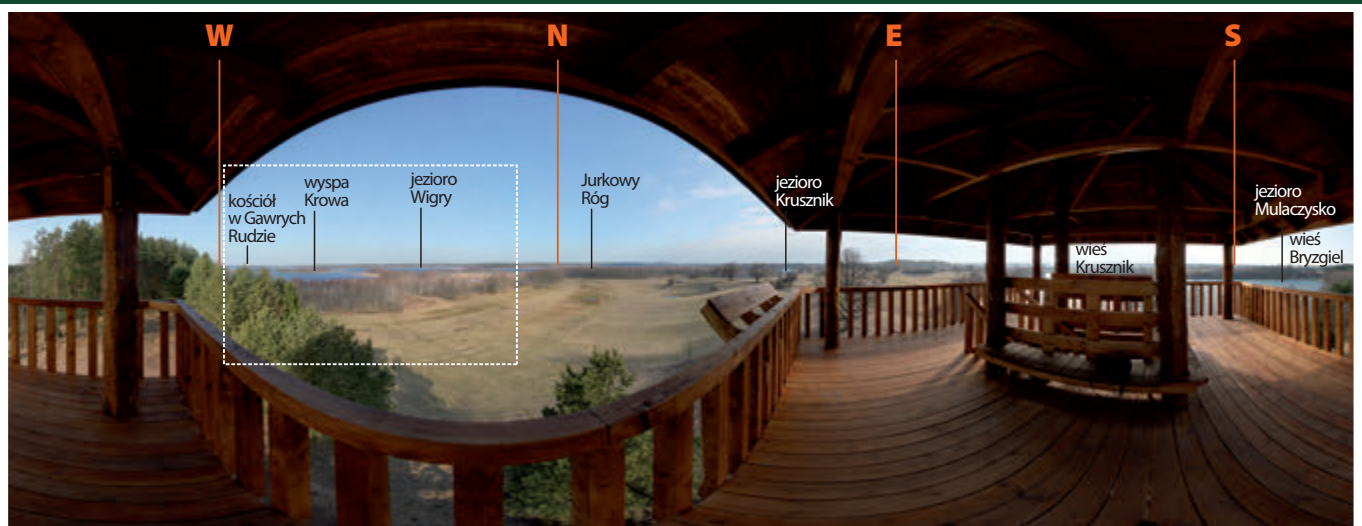 W
N
E
S
kościół
w Gawrych
Rudzie
wyspa
Krowa
jezioro
Wigry
Jurkowy
Róg
jezioro
Krusznik
wieś
Krusznik
jezioro
Mulaczysko
wieś
Bryzgiel